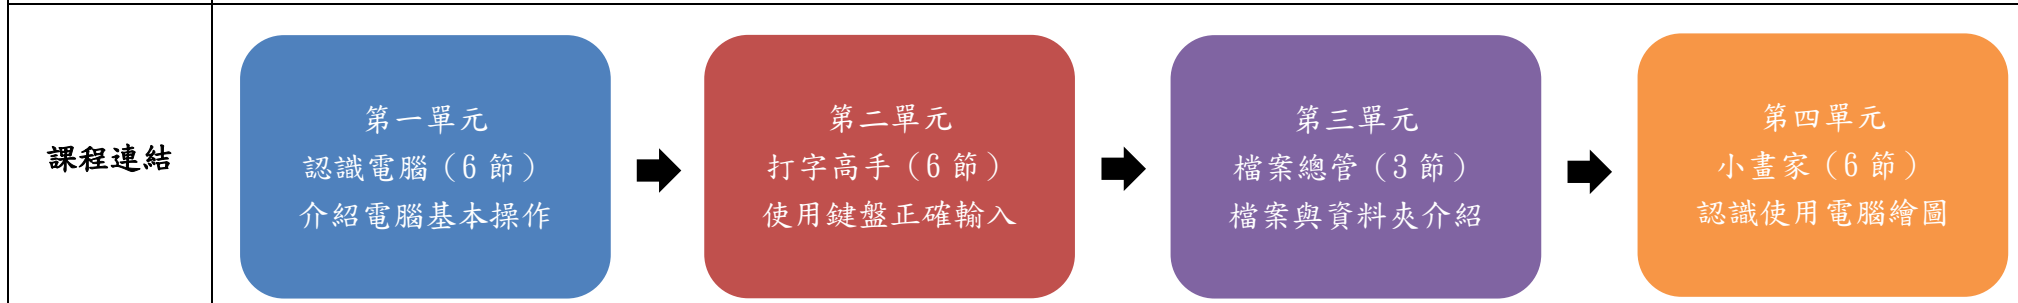 課程連結
第一單元
認識電腦（6 節）
介紹電腦基本操作
第二單元
打字高手（6 節）
使用鍵盤正確輸入
第三單元
檔案總管（3 節）
檔案與資料夾介紹
第四單元
小畫家（6 節）
認識使用電腦繪圖